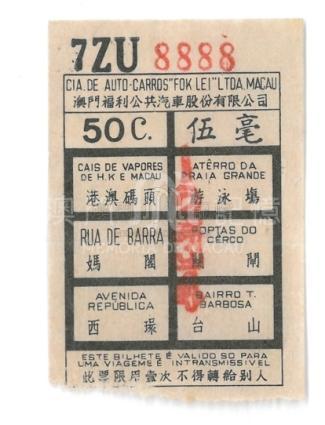 7ZU 8888
CIA. DE AUTO-CARROS "FOK LEI" LTDA, MACAU
澳門福利公共汽車股份有限公司
50 C. 伍毫
CAIS DE VAPORES
DE H.K E MACAU
港澳碼頭
ATÊRRO DA
PRAIA GRANDE
游泳塲
RUA DE BARRA
媽閣
PORTAS DO
CÊRCO
關閘
AVENIDA
REPÚBLICA
西環
BAIRRO T.
BARBOSA
台山
ESTE BILHETE É VALIDO SO PARA
UMA VIAGEME É INTRANSMISSIVEL
此票限用壹次不得轉給別人